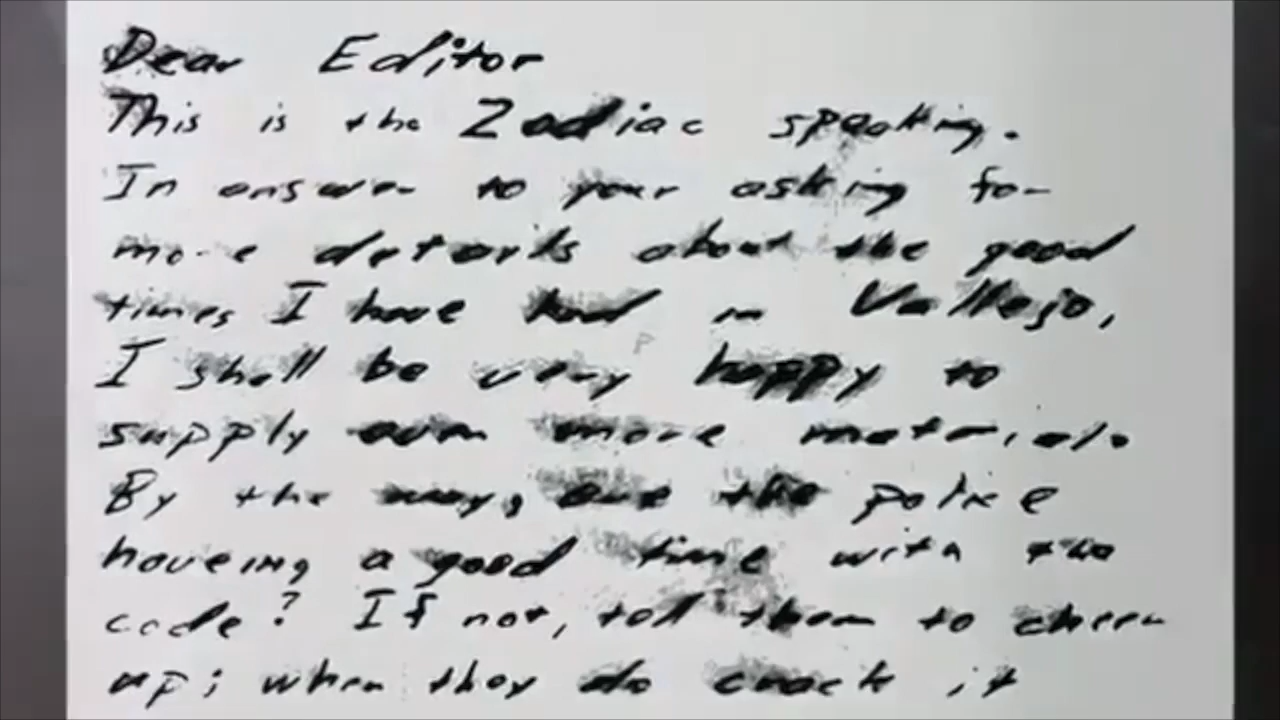 Dear Editor
This is the Zodiac speaking.
In answer to your asking for
more details about the good
times I have had in Vallejo,
I shall be very happy to
supply even more material.
By the way, are the police
haveing a good time with the
code? If not, tell them to cheer
up; when they do crack it